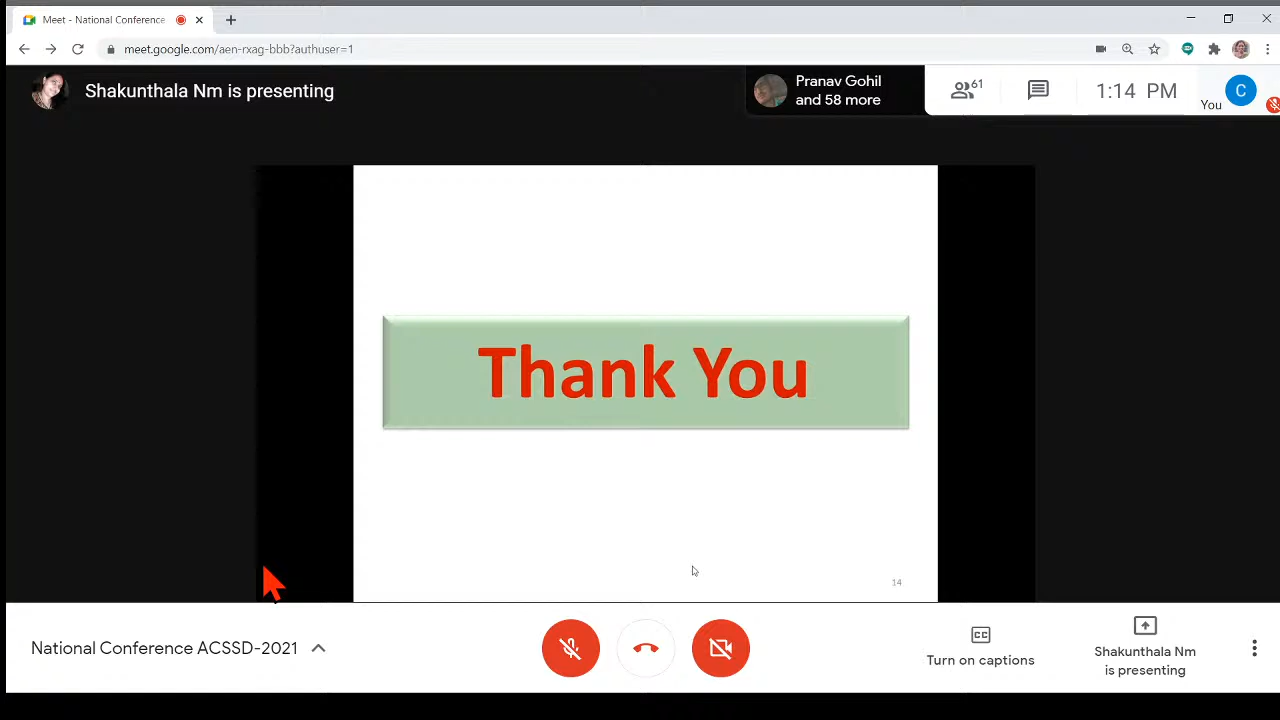 Meet - National Conference
meet.google.com/aen-rxag-bbb?authuser=1
Shakunthala Nm is presenting
Pranav Gohil
and 58 more
61
1:14 PM
You
C
Thank You
14
National Conference ACSSD-2021
CC
Turn on captions
Shakunthala Nm
is presenting